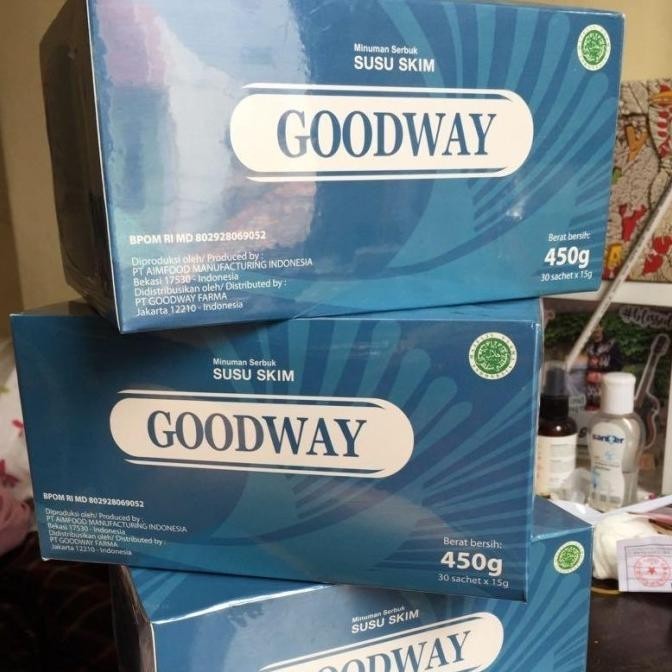 Minuman Serbuk
SUSU SKIM
GOODWAY
BPOM RI MD 802928069052
Diproduksi oleh/ Produced by :
PT AIMFOOD MANUFACTURING INDONESIA
Bekasi 17530 - Indonesia
Didistribusikan oleh/ Distributed by :
PT GOODWAY FARMA
Jakarta 12210 - Indonesia
Berat bersih:
450g
30 sachet x 15g
Minuman Serbuk
SUSU SKIM
GOODWAY
BPOM RI MD 802928069052
Diproduksi oleh/ Produced by :
PT AIMFOOD MANUFACTURING INDONESIA
Bekasi 17530 - Indonesia
Didistribusikan oleh/ Distributed by :
PT GOODWAY FARMA
Jakarta 12210 - Indonesia
Berat bersih:
450g
30 sachet x 15g
Minuman Serbuk
SUSU SKIM
GOODWAY